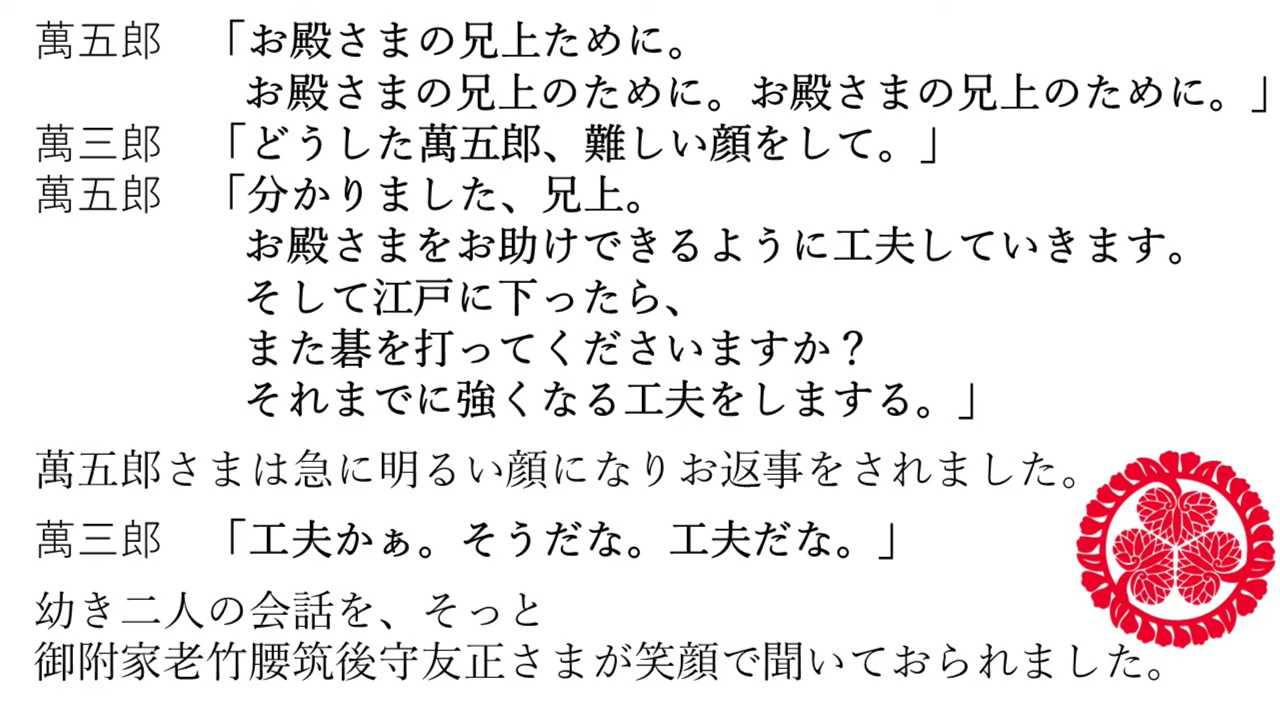 萬五郎　「お殿さまの兄上ために。
お殿さまの兄上のために。お殿さまの兄上のために。」
萬三郎　「どうした萬五郎、難しい顔をして。」
萬五郎　「分かりました、兄上。
お殿さまをお助けできるように工夫していきます。
そして江戸に下ったら、
また碁を打ってくださいますか？
それまでに強くなる工夫をしまする。」
萬五郎さまは急に明るい顔になりお返事をされました。
萬三郎　「工夫かぁ。そうだな。工夫だな。」
幼き二人の会話を、そっと
御附家老竹腰筑後守友正さまが笑顔で聞いておられました。